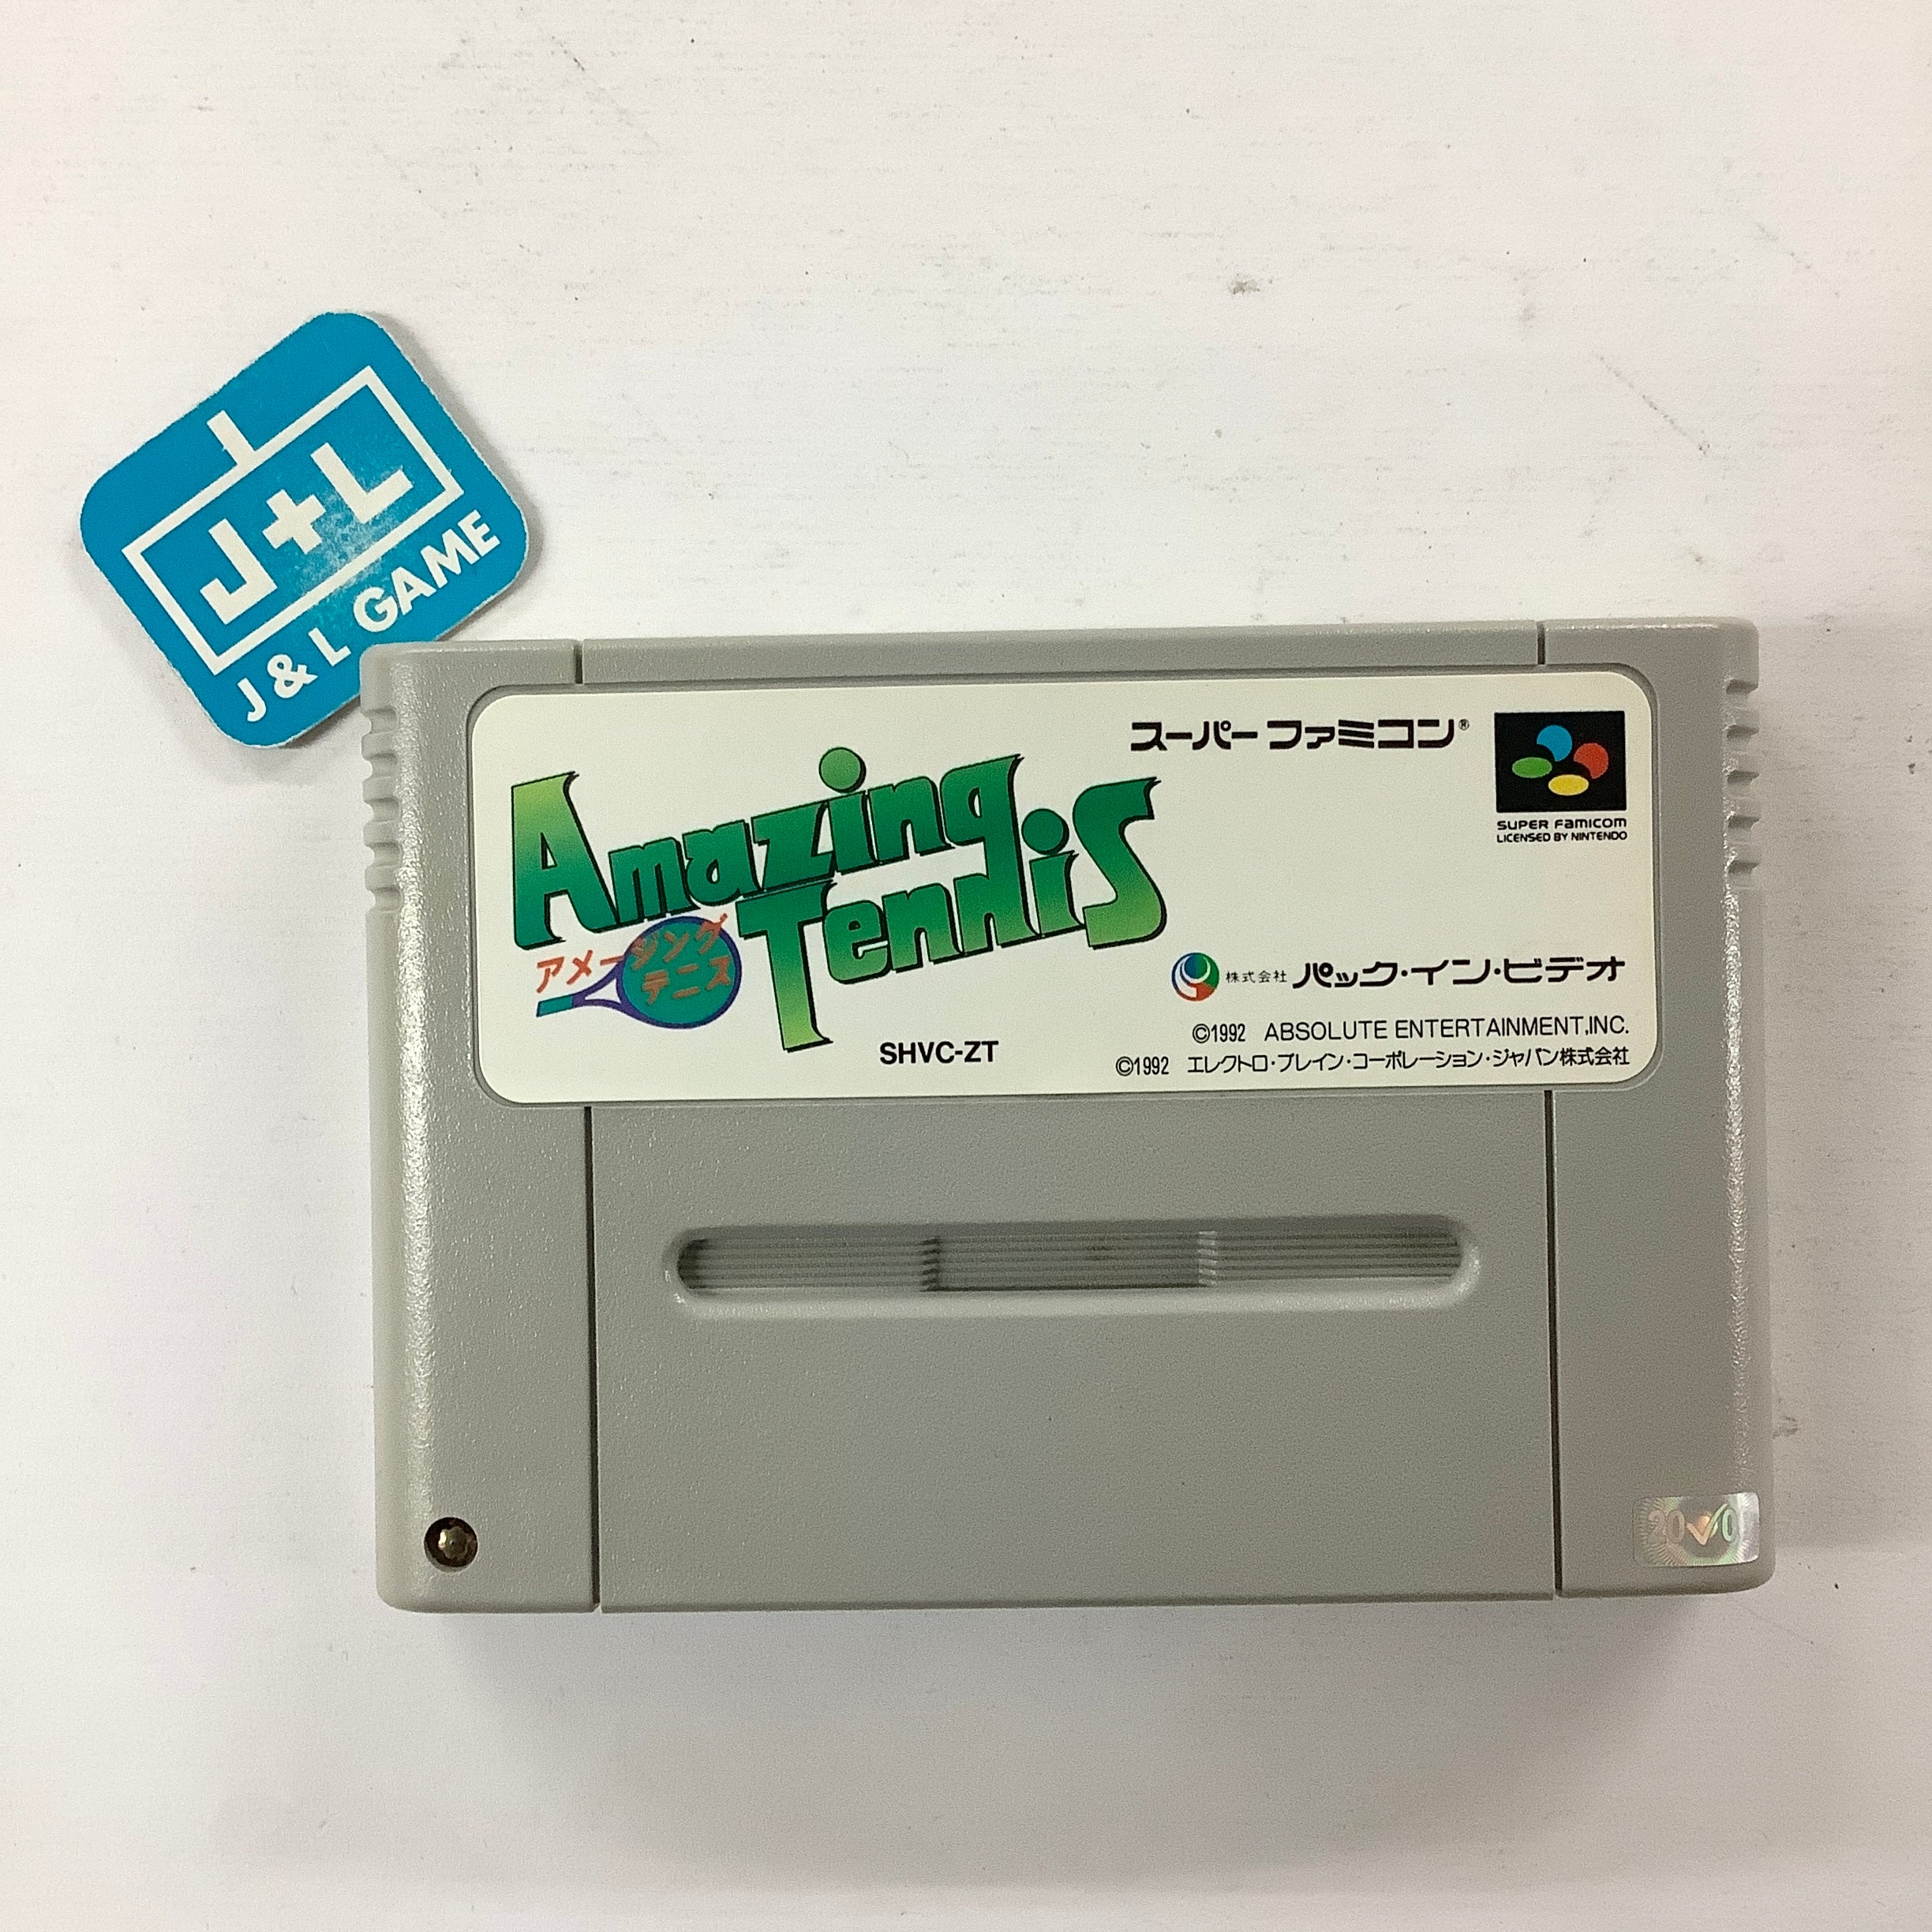 J+L
J & L GAME
スーパーファミコン®
SUPER FAMICOM
LICENSED BY NINTENDO
Amazing
Tennis
アメージング
テニス
株式会社 パック・イン・ビデオ
SHVC-ZT
©1992 ABSOLUTE ENTERTAINMENT,INC.
©1992 エレクトロ・ブレイン・コーポレーション・ジャパン株式会社